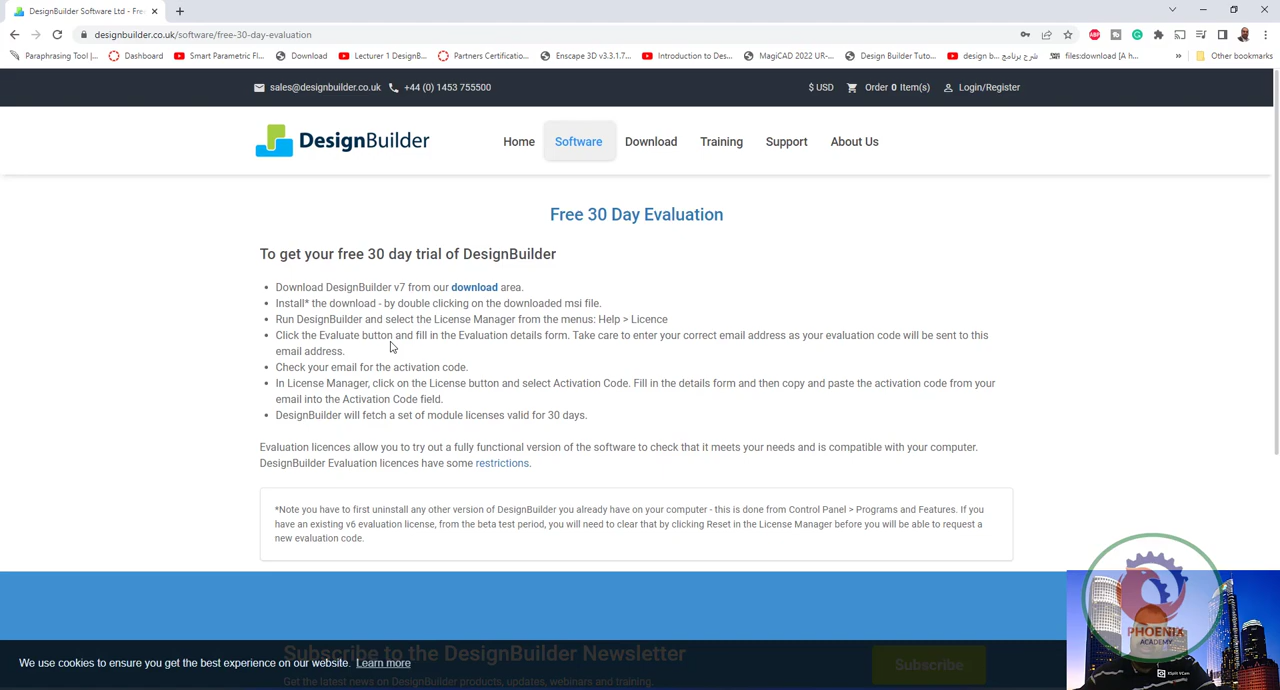 DesignBuilder Software Ltd - Fre
designbuilder.co.uk/software/free-30-day-evaluation
Paraphrasing Tool |... Dashboard Smart Parametric Fl... Download Lecturer 1 DesignB... Partners Certificatio... Enscape 3D v3.3.1.7... Introduction to Des... MagiCAD 2022 UR-... Design Builder Tuto... design b... شرح برنامج files:download [A h... » Other bookmarks
sales@designbuilder.co.uk +44 (0) 1453 755500 $ USD Order 0 Item(s) Login/Register
DesignBuilder Home Software Download Training Support About Us
Free 30 Day Evaluation
To get your free 30 day trial of DesignBuilder
• Download DesignBuilder v7 from our download area.
• Install* the download - by double clicking on the downloaded msi file.
• Run DesignBuilder and select the License Manager from the menus: Help > Licence
• Click the Evaluate button and fill in the Evaluation details form. Take care to enter your correct email address as your evaluation code will be sent to this
email address.
• Check your email for the activation code.
• In License Manager, click on the License button and select Activation Code. Fill in the details form and then copy and paste the activation code from your
email into the Activation Code field.
• DesignBuilder will fetch a set of module licenses valid for 30 days.
Evaluation licences allow you to try out a fully functional version of the software to check that it meets your needs and is compatible with your computer.
DesignBuilder Evaluation licences have some restrictions.
*Note you have to first uninstall any other version of DesignBuilder you already have on your computer - this is done from Control Panel > Programs and Features. If you
have an existing v6 evaluation license, from the beta test period, you will need to clear that by clicking Reset in the License Manager before you will be able to request a
new evaluation code.
Subscribe to the DesignBuilder Newsletter
Subscribe
Get the latest news on DesignBuilder products, updates, webinars and training.
We use cookies to ensure you get the best experience on our website. Learn more
PHOENIX
ACADEMY
XSplit VCam